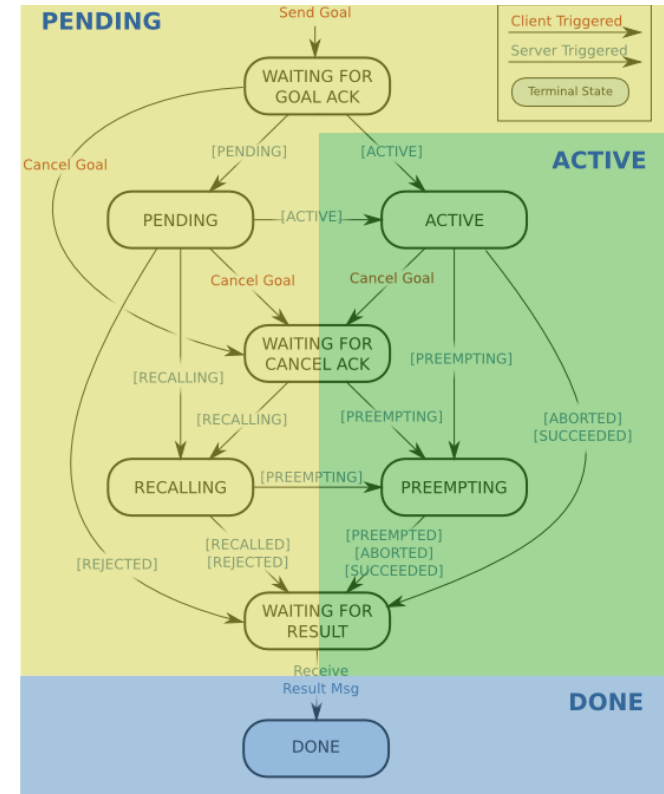 PENDING
Send Goal
Client Triggered
Server Triggered
Terminal State
WAITING FOR
GOAL ACK
[PENDING]
[ACTIVE]
ACTIVE
Cancel Goal
PENDING
[ACTIVE]
ACTIVE
Cancel Goal
Cancel Goal
WAITING FOR
CANCEL ACK
[PREEMPTING]
[RECALLING]
[RECALLING]
[PREEMPTING]
[ABORTED]
[SUCCEEDED]
RECALLING
[PREEMPTING]
PREEMPTING
[RECALLED]
[REJECTED]
[PREEMPTED]
[ABORTED]
[SUCCEEDED]
[REJECTED]
WAITING FOR
RESULT
Receive
Result Msg
DONE
DONE